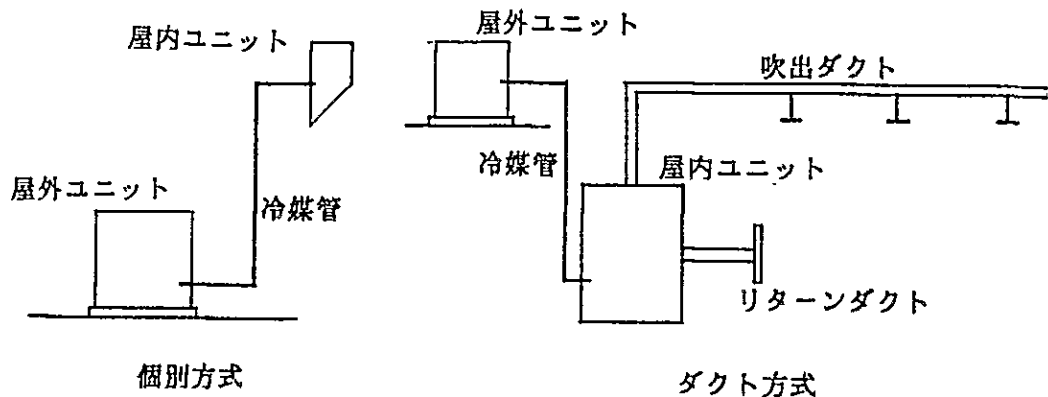 屋内ユニット
屋外ユニット
冷媒管
個別方式
屋外ユニット
吹出ダクト
冷媒管
屋内ユニット
リターンダクト
ダクト方式